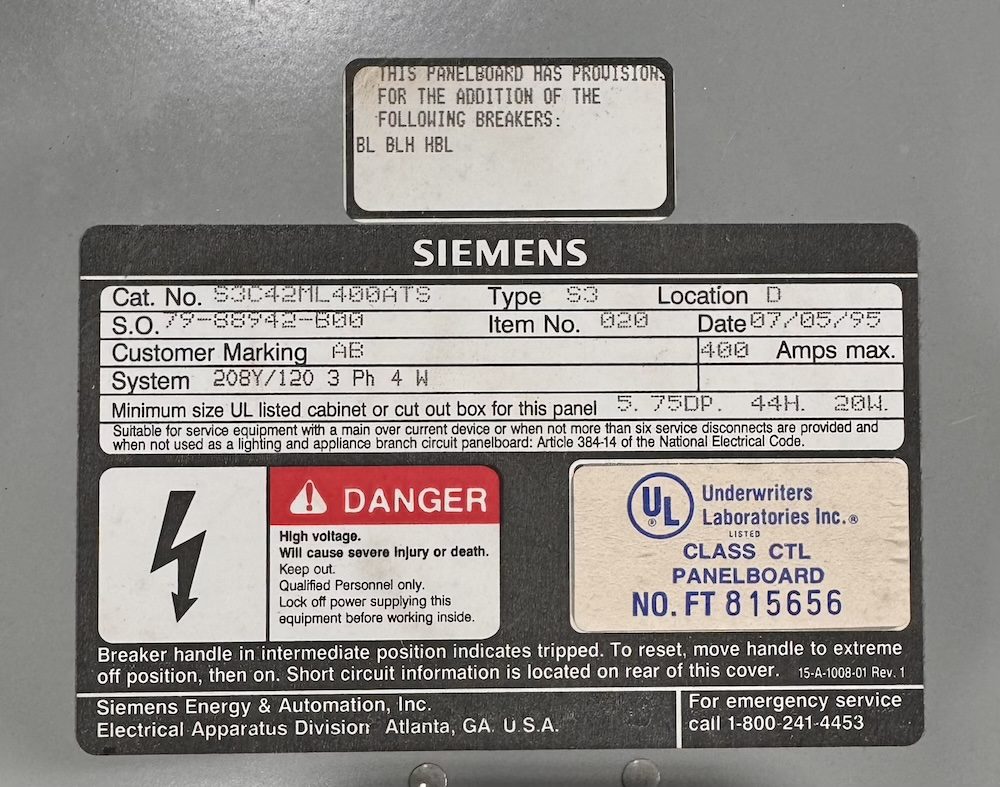 THIS PANELBOARD HAS PROVISIONS
FOR THE ADDITION OF THE
FOLLOWING BREAKERS:
BL BLH HBL
SIEMENS
Cat. No. S3C42ML400ATS Type S3 Location D
S.O. 79-88942-B00 Item No. 020 Date 07/05/95
Customer Marking AB 400 Amps max.
System 208Y/120 3 Ph 4 W
Minimum size UL listed cabinet or cut out box for this panel 5.75DP. 44H. 20W.
Suitable for service equipment with a main over current device or when not more than six service disconnects are provided and
when not used as a lighting and appliance branch circuit panelboard: Article 384-14 of the National Electrical Code.
DANGER
High voltage.
Will cause severe injury or death.
Keep out.
Qualified Personnel only.
Lock off power supplying this
equipment before working inside.
UL ®
Underwriters
Laboratories Inc.®
LISTED
CLASS CTL
PANELBOARD
NO. FT 815656
Breaker handle in intermediate position indicates tripped. To reset, move handle to extreme
off position, then on. Short circuit information is located on rear of this cover. 15-A-1008-01 Rev. 1
Siemens Energy & Automation, Inc.
Electrical Apparatus Division Atlanta, GA. U.S.A.
For emergency service
call 1-800-241-4453